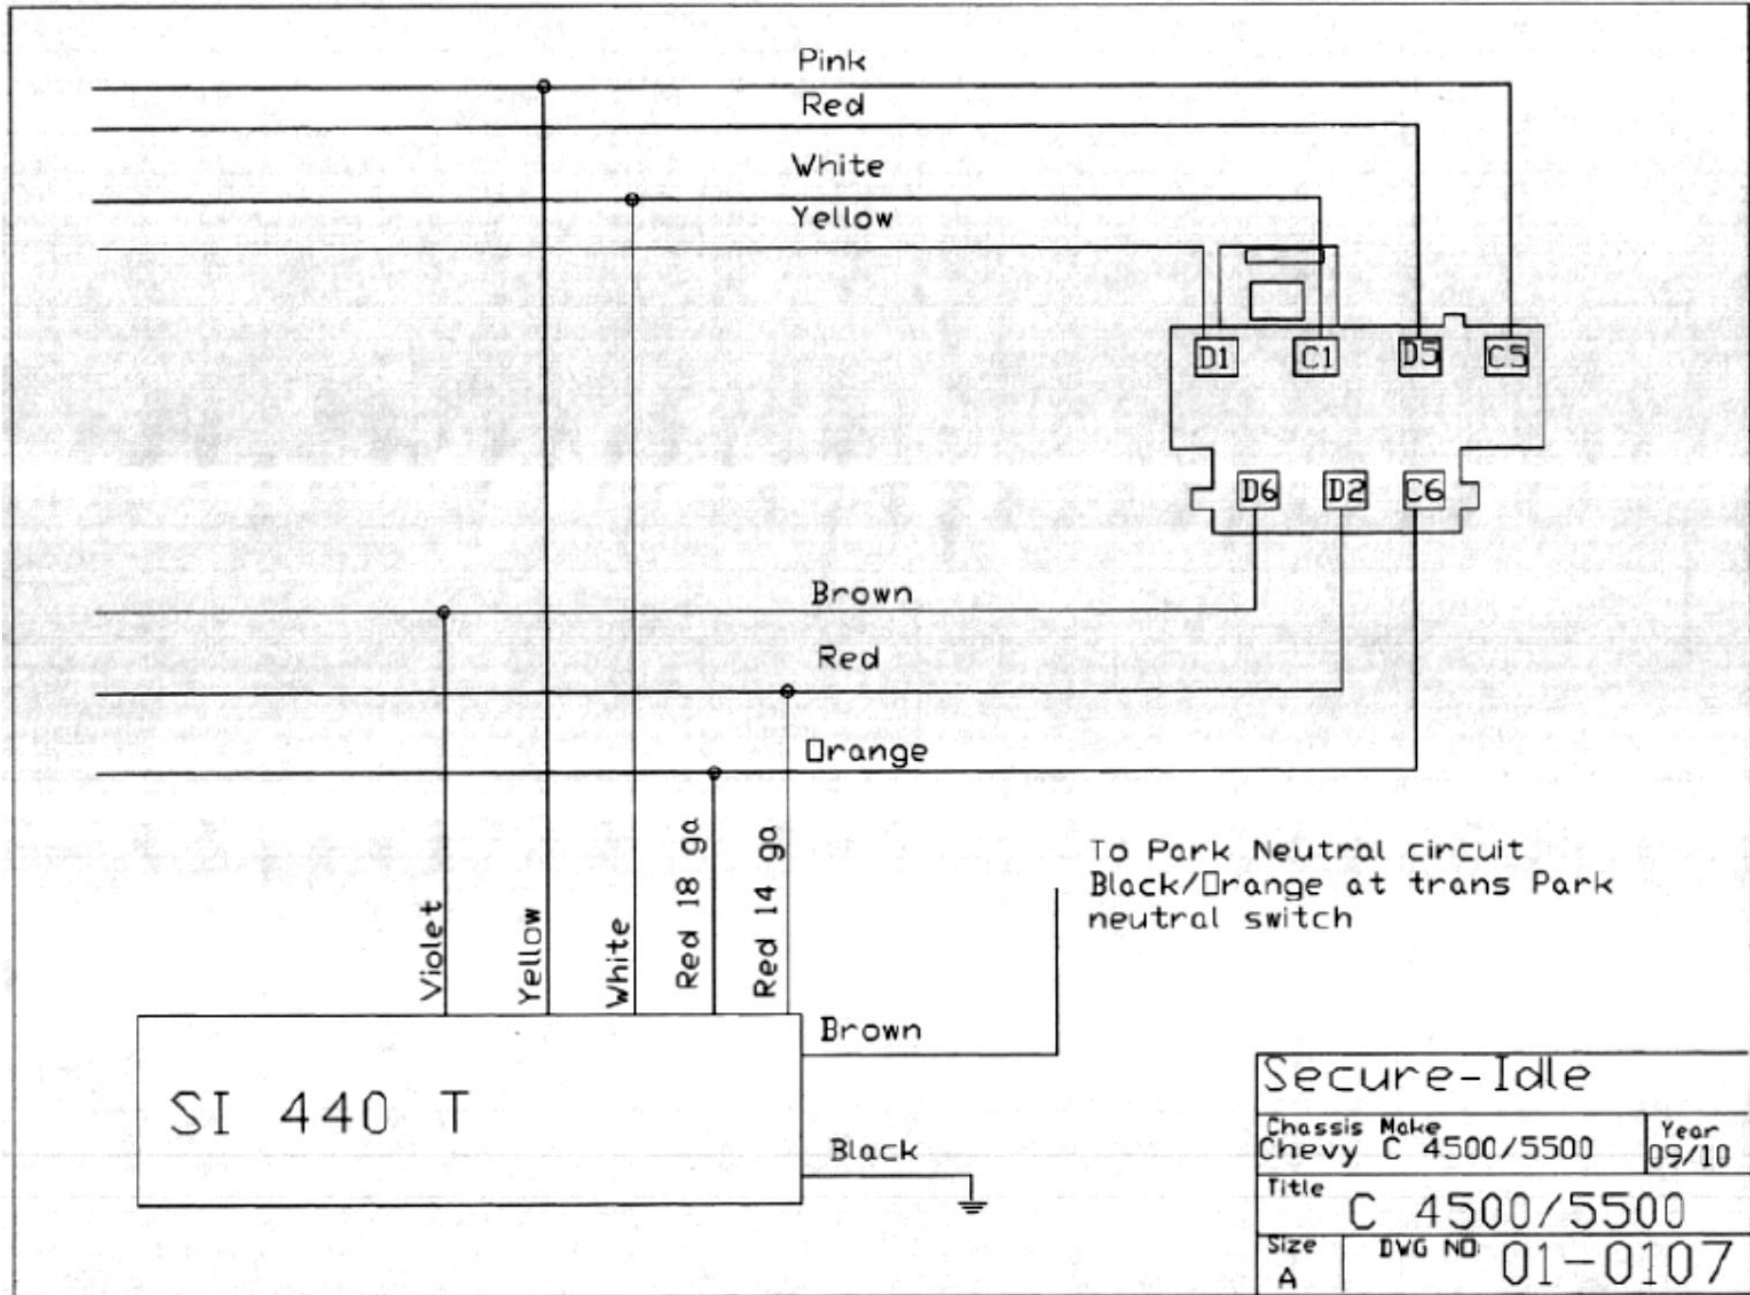 Pink
Red
White
Yellow
D1 C1 D5 C5
D6 D2 C6
Brown
Red
Orange
Violet
Yellow
White
Red 18 ga
Red 14 ga
To Park Neutral circuit
Black/Orange at trans Park
neutral switch
Brown
SI 440 T
Black
Secure-Idle
Chassis Make
Chevy C 4500/5500
Year
09/10
Title
C 4500/5500
Size
A
DWG NO:
01-0107